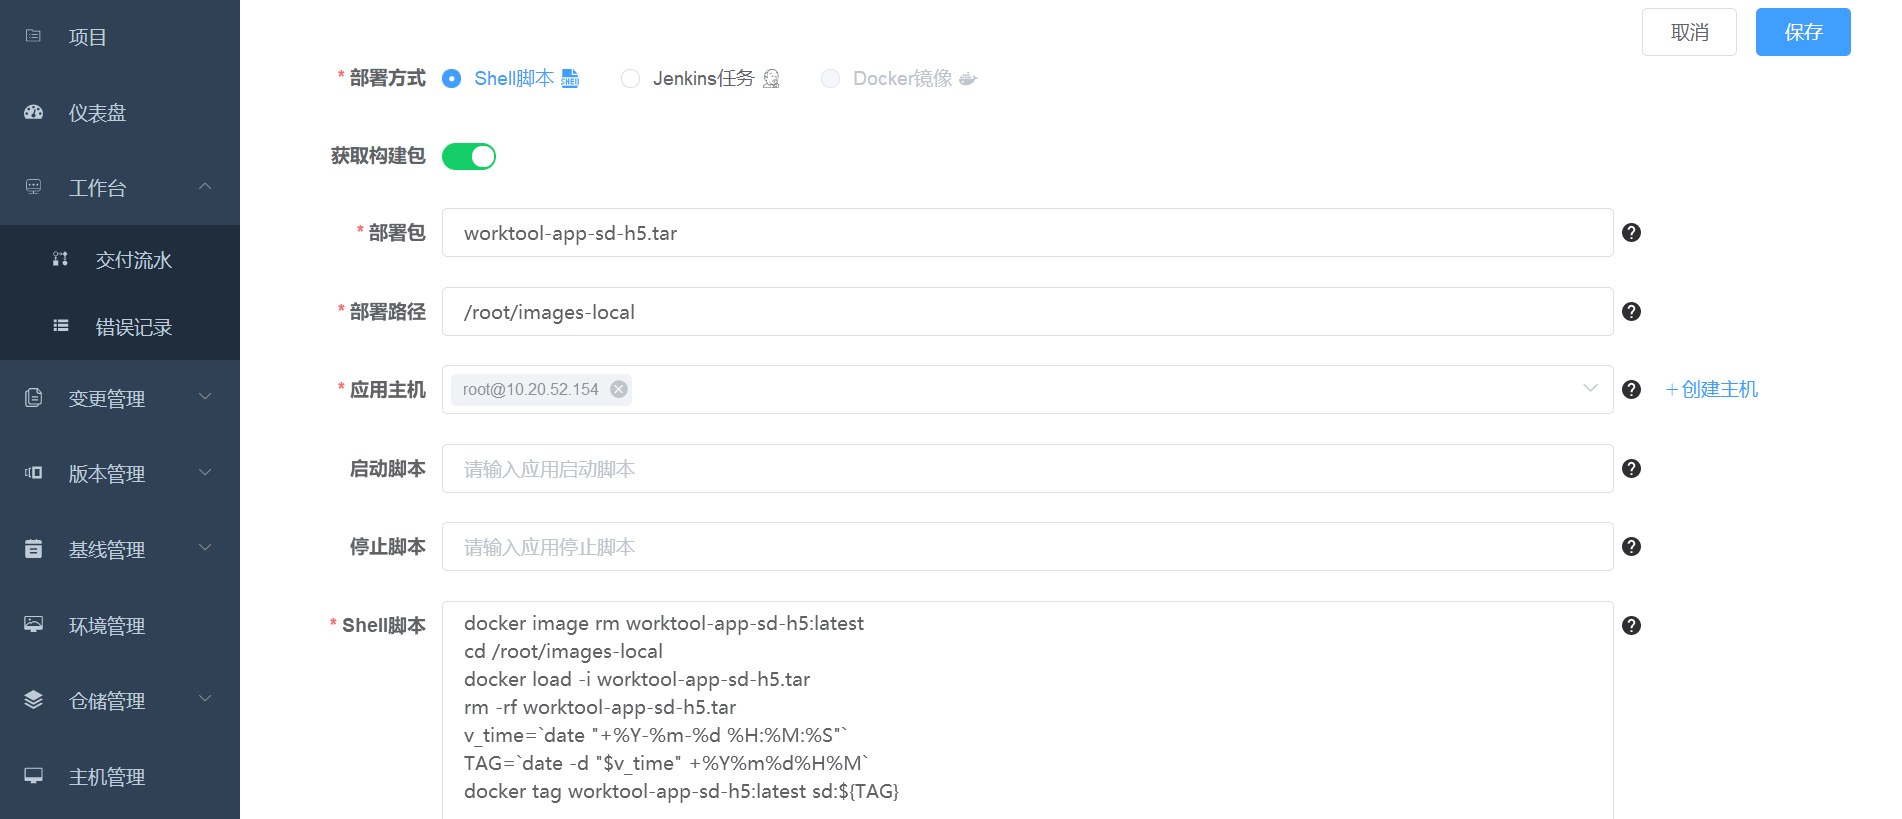 项目
仪表盘
工作台
交付流水
错误记录
变更管理
版本管理
基线管理
环境管理
仓储管理
主机管理
取消
保存
* 部署方式 Shell脚本 SHELL Jenkins任务 Docker镜像
获取构建包
* 部署包 worktool-app-sd-h5.tar ?
* 部署路径 /root/images-local ?
* 应用主机 root@10.20.52.154 ? +创建主机
启动脚本 请输入应用启动脚本 ?
停止脚本 请输入应用停止脚本 ?
* Shell脚本 ?
docker image rm worktool-app-sd-h5:latest
cd /root/images-local
docker load -i worktool-app-sd-h5.tar
rm -rf worktool-app-sd-h5.tar
v_time=`date "+%Y-%m-%d %H:%M:%S"`
TAG=`date -d "$v_time" +%Y%m%d%H%M`
docker tag worktool-app-sd-h5:latest sd:${TAG}